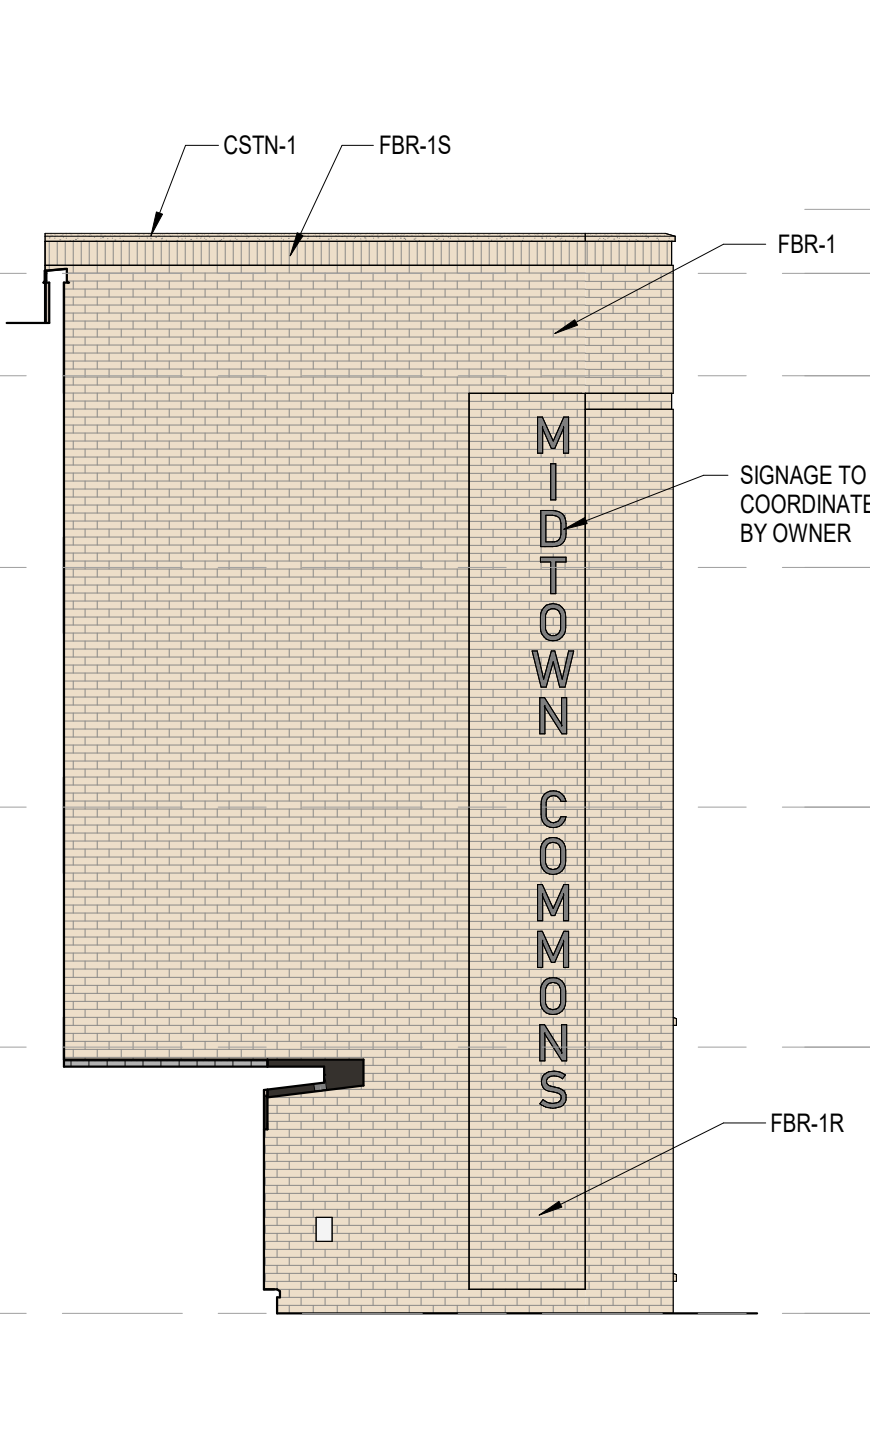 CSTN-1
FBR-1S
FBR-1
SIGNAGE TO
COORDINATE
BY OWNER
MIDTOWN COMMONS
FBR-1R